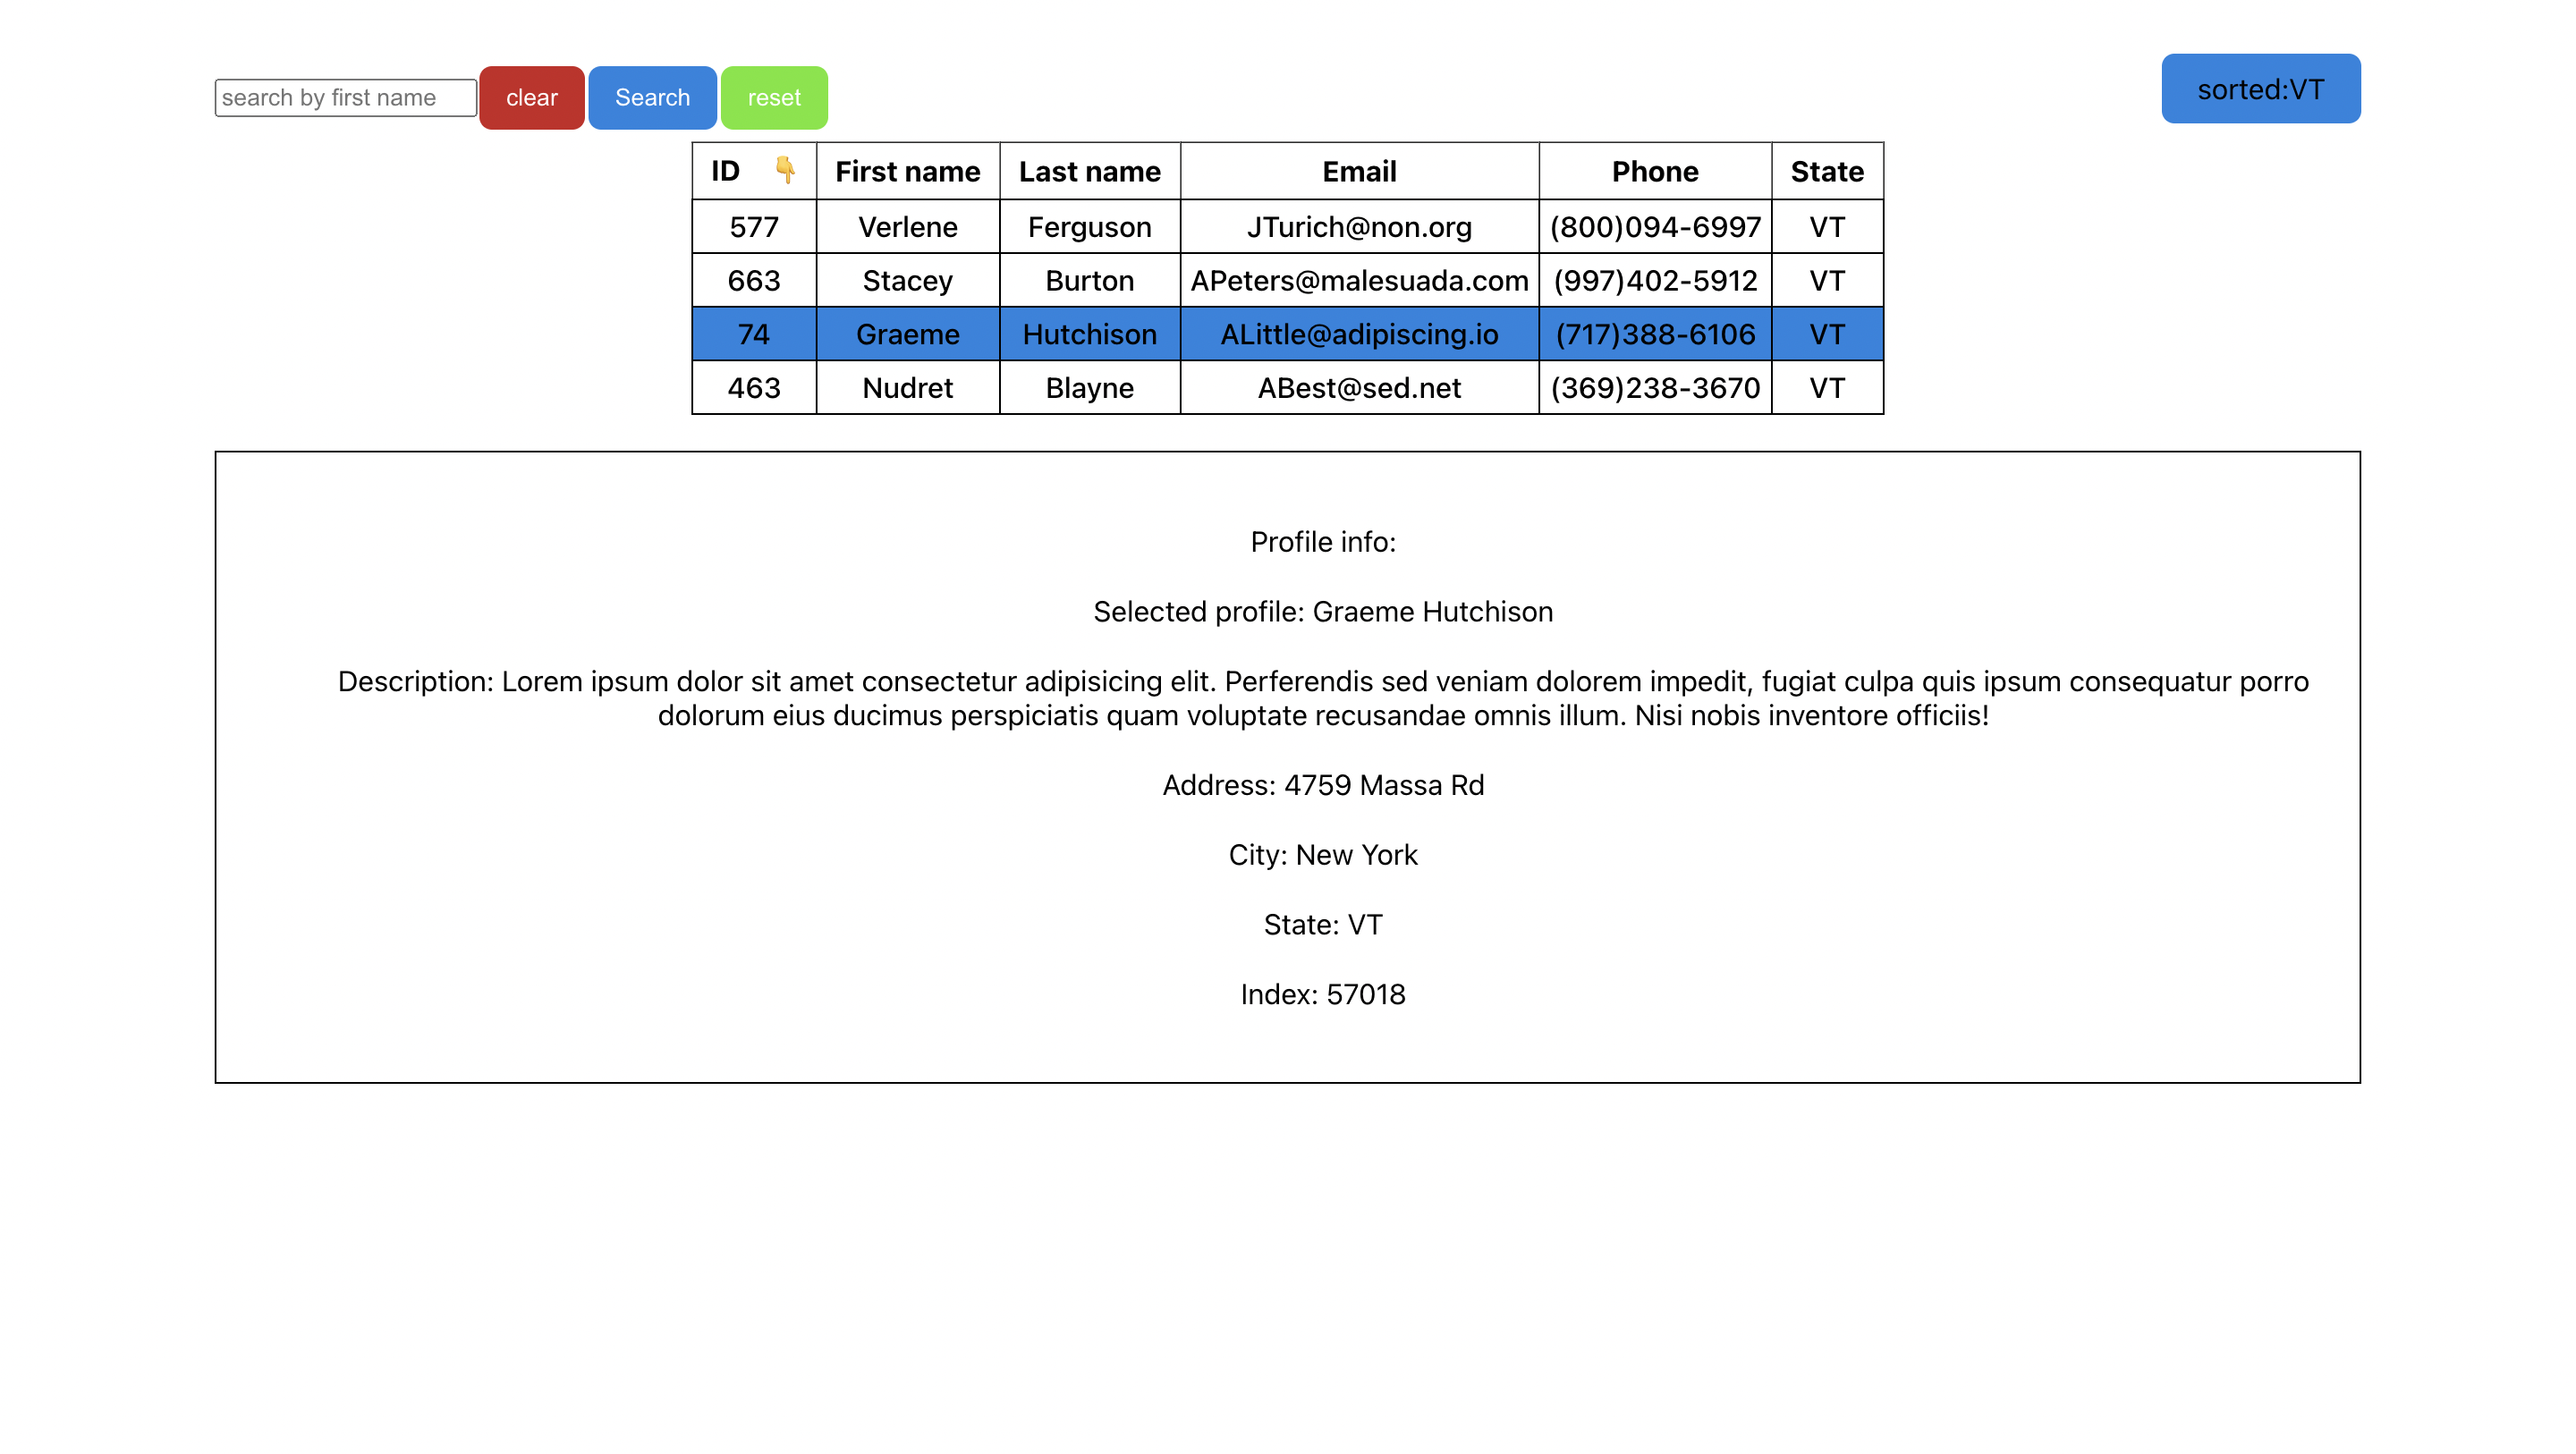 search by first name clear Search reset sorted:VT
ID 👇 First name Last name Email Phone State
577 Verlene Ferguson JTurich@non.org (800)094-6997 VT
663 Stacey Burton APeters@malesuada.com (997)402-5912 VT
74 Graeme Hutchison ALittle@adipiscing.io (717)388-6106 VT
463 Nudret Blayne ABest@sed.net (369)238-3670 VT
Profile info:
Selected profile: Graeme Hutchison
Description: Lorem ipsum dolor sit amet consectetur adipisicing elit. Perferendis sed veniam dolorem impedit, fugiat culpa quis ipsum consequatur porro
dolorum eius ducimus perspiciatis quam voluptate recusandae omnis illum. Nisi nobis inventore officiis!
Address: 4759 Massa Rd
City: New York
State: VT
Index: 57018